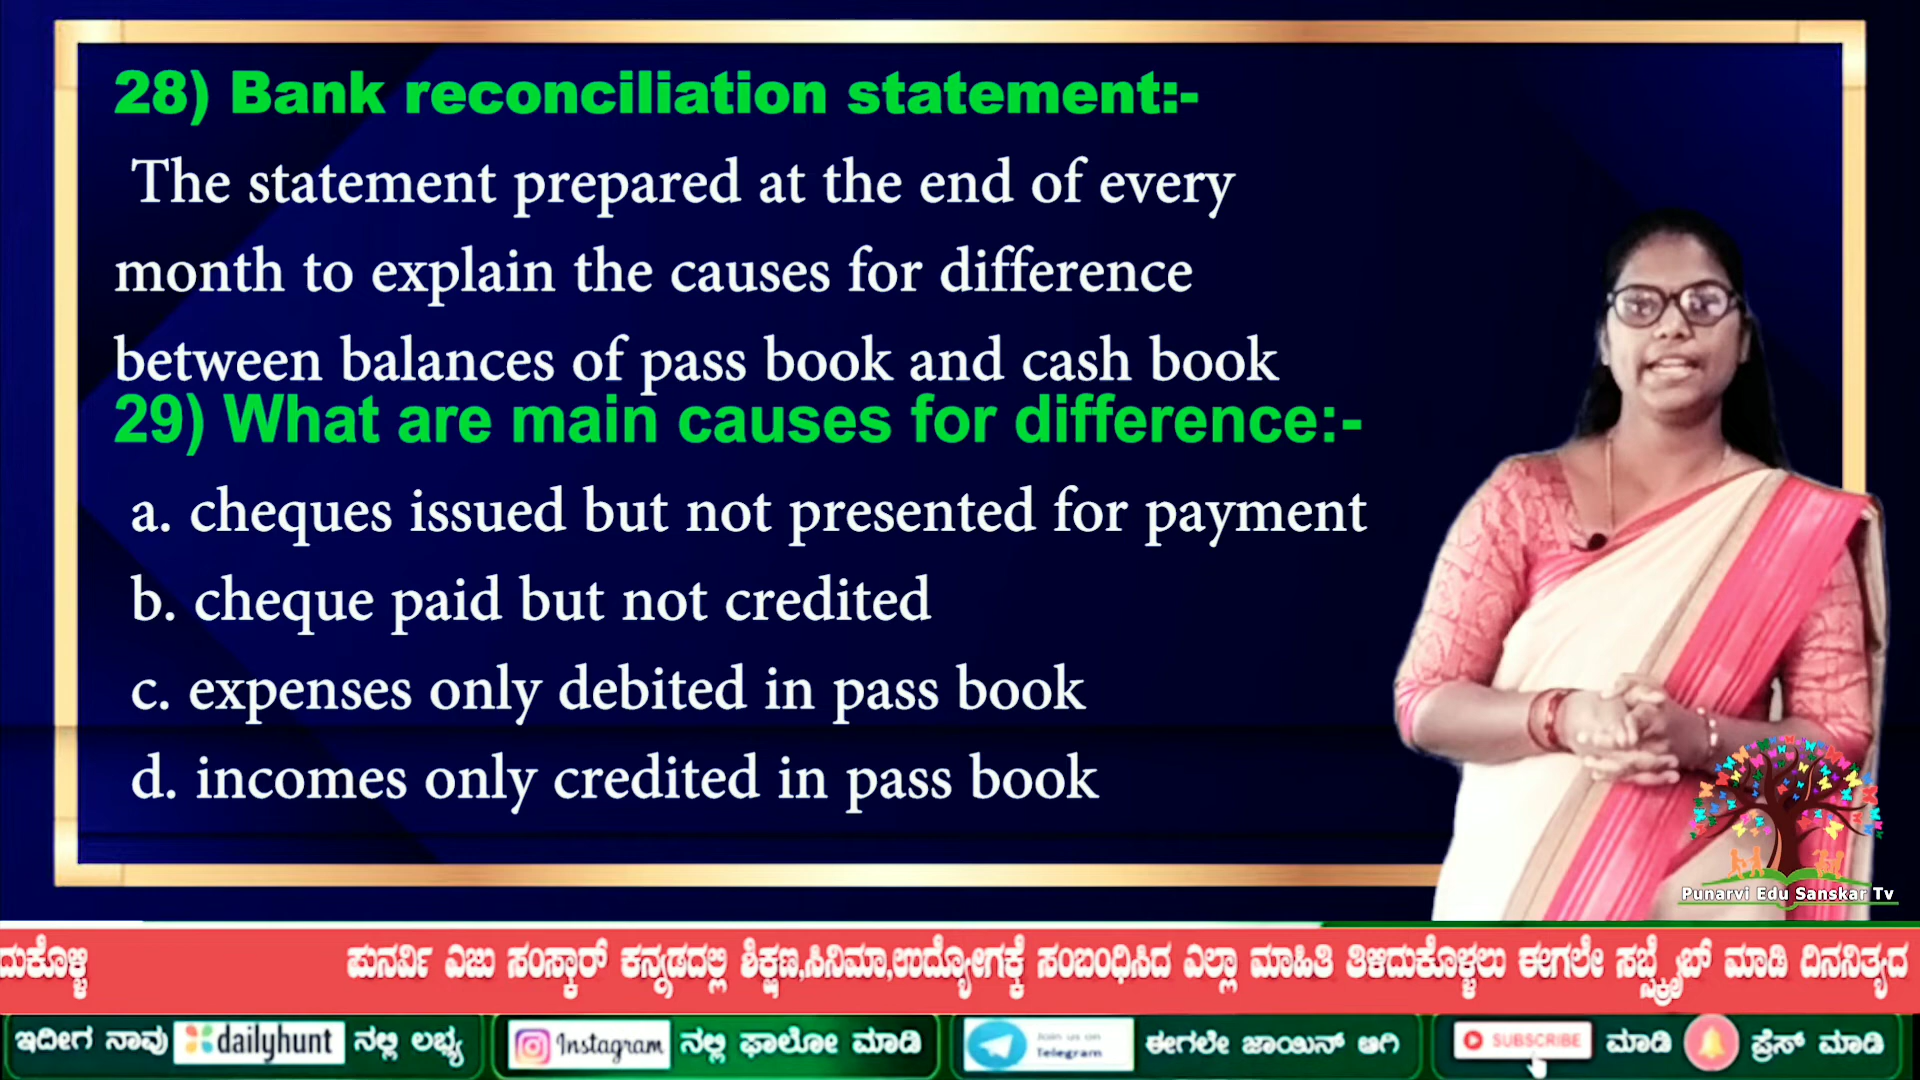 28) Bank reconciliation statement:-
The statement prepared at the end of every
month to explain the causes for difference
between balances of pass book and cash book
29) What are main causes for difference:-
a. cheques issued but not presented for payment
b. cheque paid but not credited
c. expenses only debited in pass book
d. incomes only credited in pass book
Punarvi Edu Sanskar Tv
ದುಕೊಳ್ಳಿ ಪುನರ್ವಿ ಎಜು ಸಂಸ್ಕಾರ್ ಕನ್ನಡದಲ್ಲಿ ಶಿಕ್ಷಣ,ಸಿನಿಮಾ,ಉದ್ಯೋಗಕ್ಕೆ ಸಂಬಂಧಿಸಿದ ಎಲ್ಲಾ ಮಾಹಿತಿ ತಿಳಿದುಕೊಳ್ಳಲು ಈಗಲೇ ಸಬ್ಸ್ಕ್ರೈಬ್ ಮಾಡಿ ದಿನನಿತ್ಯದ
ಇದೀಗ ನಾವು dailyhunt ನಲ್ಲಿ ಲಭ್ಯ Instagram ನಲ್ಲಿ ಫಾಲೋ ಮಾಡಿ Join us on Telegram ಈಗಲೇ ಜಾಯಿನ್ ಆಗಿ SUBSCRIBE ಮಾಡಿ ಪ್ರೆಸ್ ಮಾಡಿ